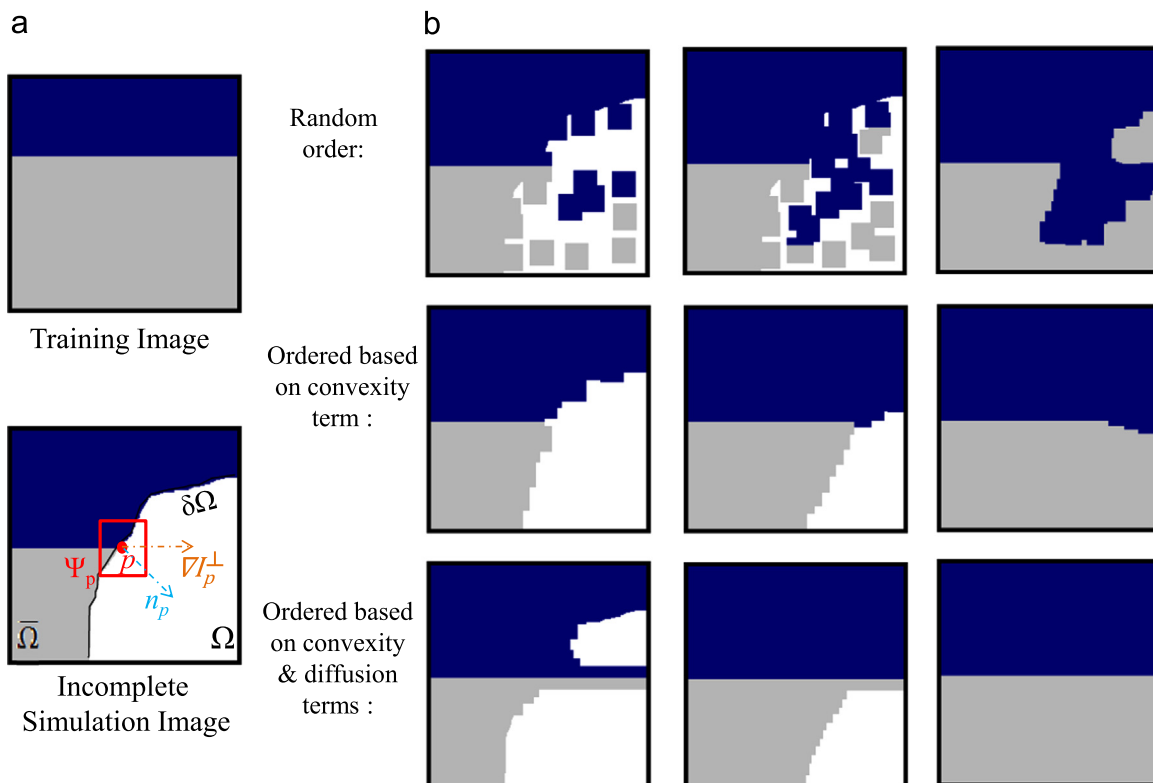 a
b
Training Image
δΩ
Ψp
p
∇I⊥p
np
Ω̅
Ω
Incomplete
Simulation Image
Random
order:
Ordered based
on convexity
term :
Ordered based
on convexity
& diffusion
terms :